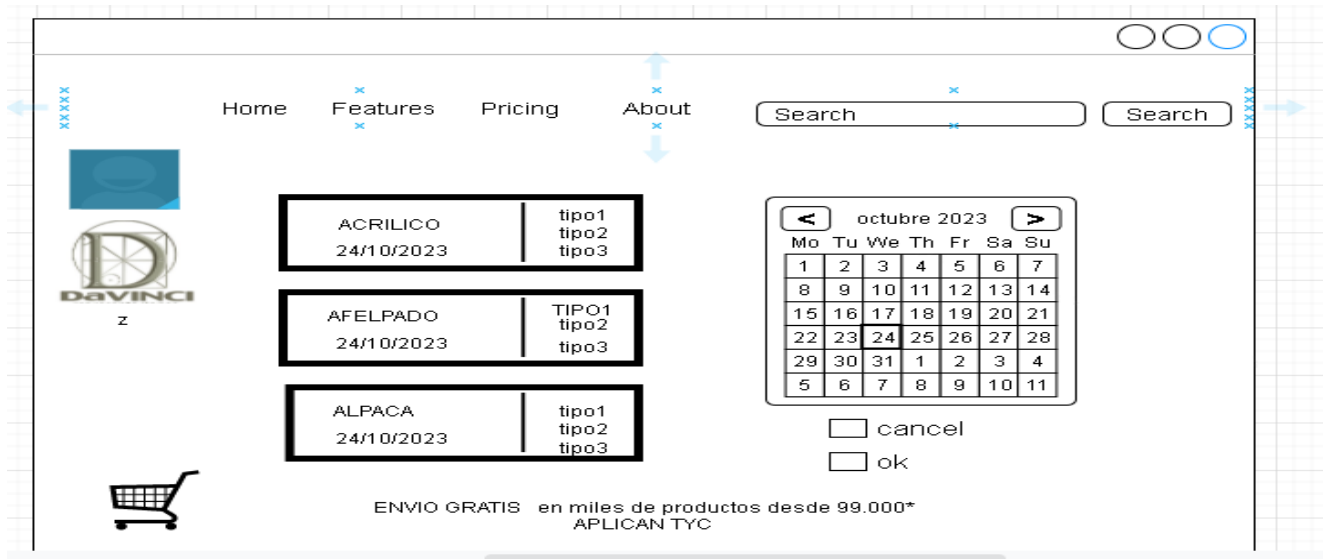 Home Features Pricing About Search Search
DaVINCI
z
ACRILICO
24/10/2023
tipo1
tipo2
tipo3
AFELPADO
24/10/2023
TIPO1
tipo2
tipo3
ALPACA
24/10/2023
tipo1
tipo2
tipo3
< octubre 2023 >
Mo Tu We Th Fr Sa Su
1 2 3 4 5 6 7
8 9 10 11 12 13 14
15 16 17 18 19 20 21
22 23 24 25 26 27 28
29 30 31 1 2 3 4
5 6 7 8 9 10 11
cancel
ok
ENVIO GRATIS en miles de productos desde 99.000*
APLICAN TYC